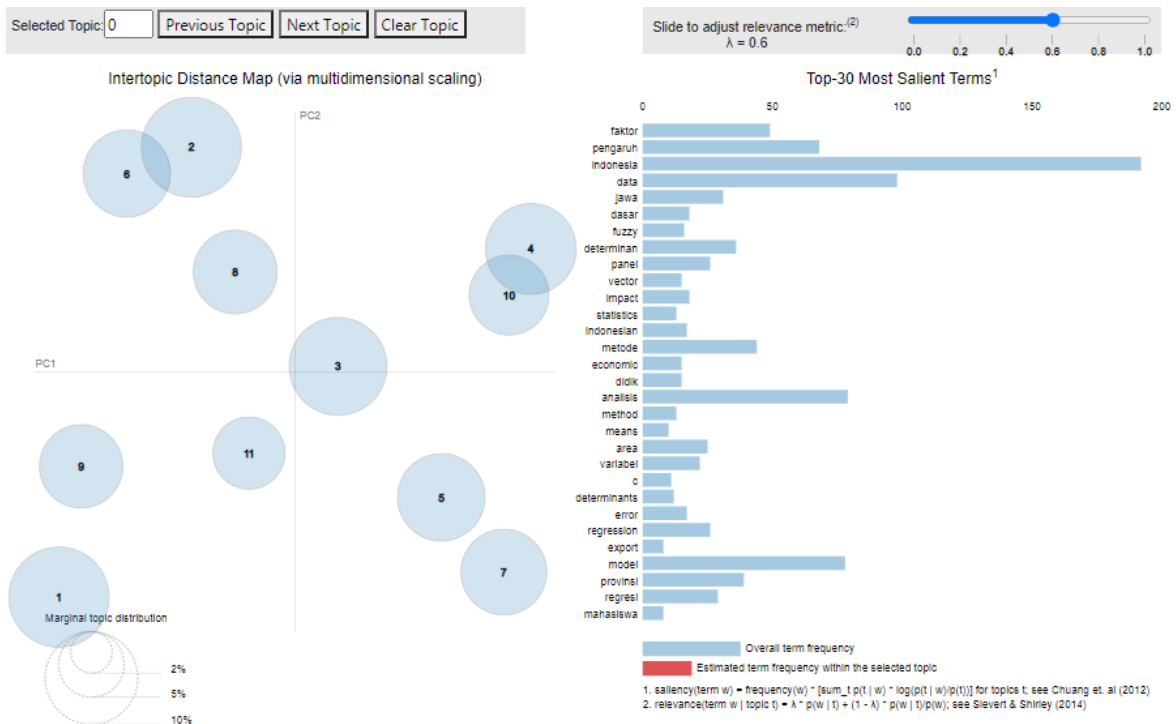 Selected Topic: 0 Previous Topic Next Topic Clear Topic
Slide to adjust relevance metric:(2)
λ = 0.6
0.0 0.2 0.4 0.6 0.8 1.0
Intertopic Distance Map (via multidimensional scaling)
PC2
PC1
2
6
8
4
10
3
11
9
5
7
1
Marginal topic distribution
2%
5%
10%
Top-30 Most Salient Terms1
0 50 100 150 200
faktor
pengaruh
indonesia
data
jawa
dasar
fuzzy
determinan
panel
vector
impact
statistics
indonesian
metode
economic
didik
analisis
method
means
area
variabel
c
determinants
error
regression
export
model
provinsi
regresi
mahasiswa
Overall term frequency
Estimated term frequency within the selected topic
1. saliency(term w) = frequency(w) * [sum_t p(t | w) * log(p(t | w)/p(t))] for topics t; see Chuang et. al (2012)
2. relevance(term w | topic t) = λ * p(w | t) + (1 - λ) * p(w | t)/p(w); see Sievert & Shirley (2014)